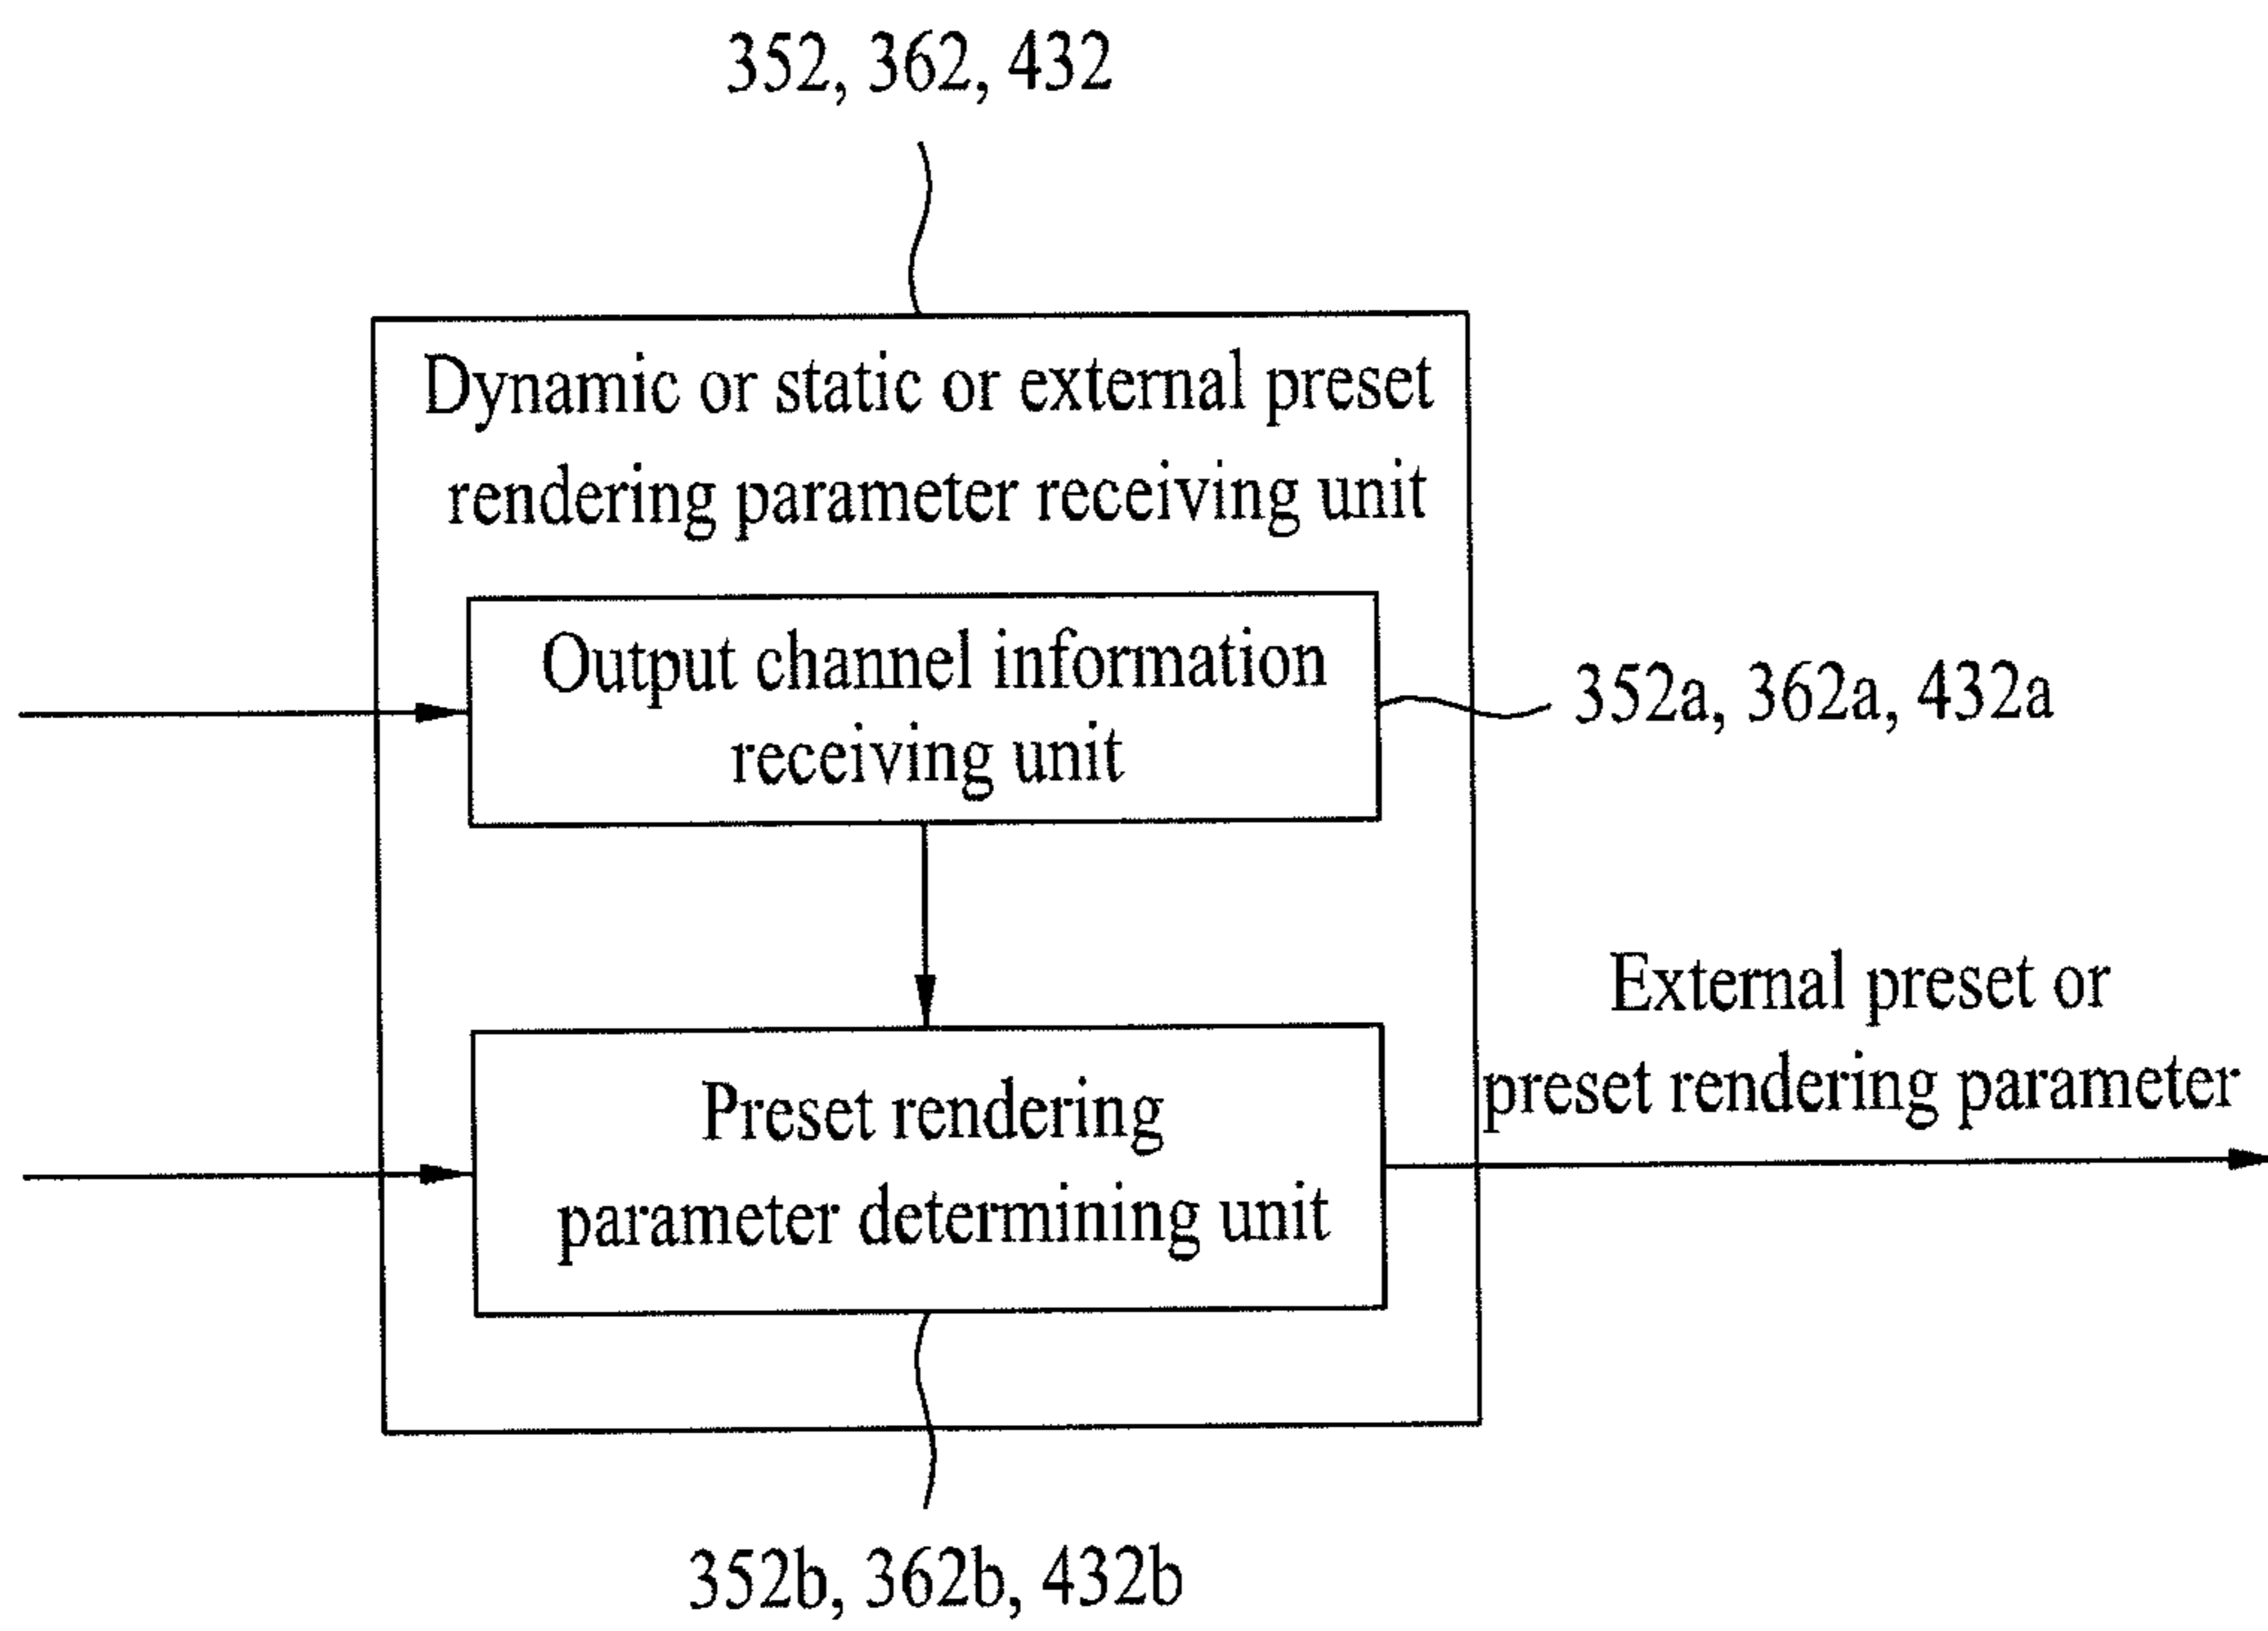 352, 362, 432
Dynamic or static or external preset
rendering parameter receiving unit
Output channel information
receiving unit
352a, 362a, 432a
External preset or
preset rendering parameter
Preset rendering
parameter determining unit
352b, 362b, 432b